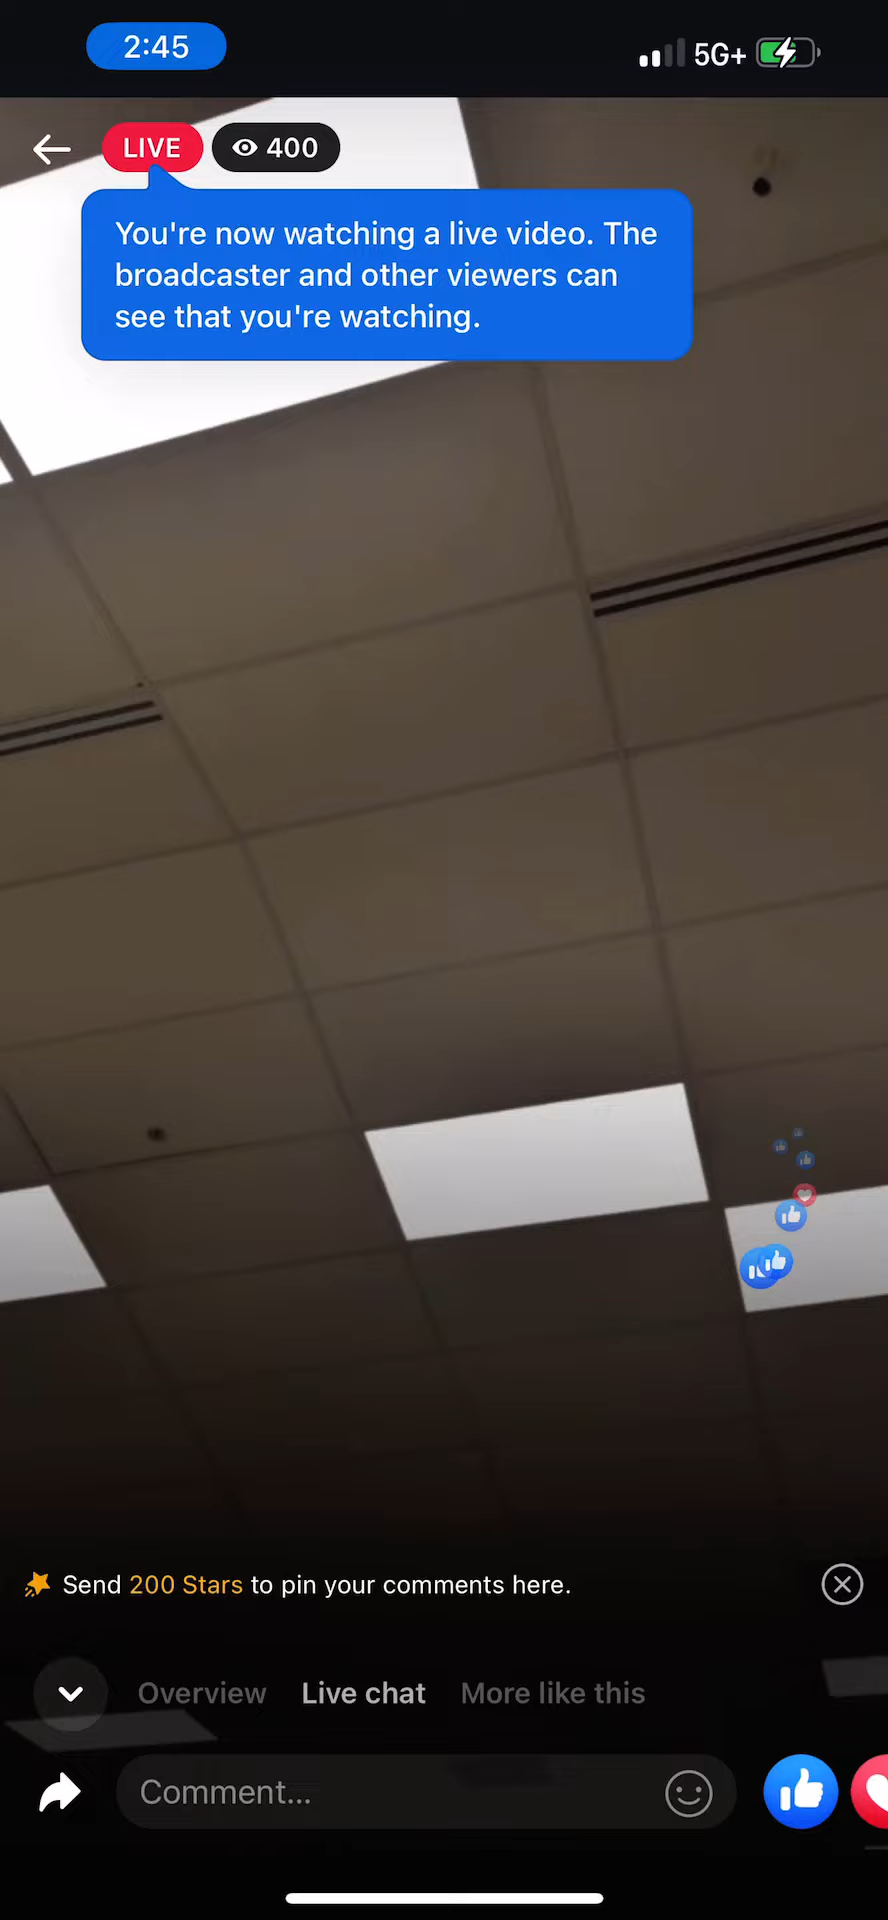 2:45
5G+
LIVE
400
You're now watching a live video. The
broadcaster and other viewers can
see that you're watching.
Send 200 Stars to pin your comments here.
Overview
Live chat
More like this
Comment...